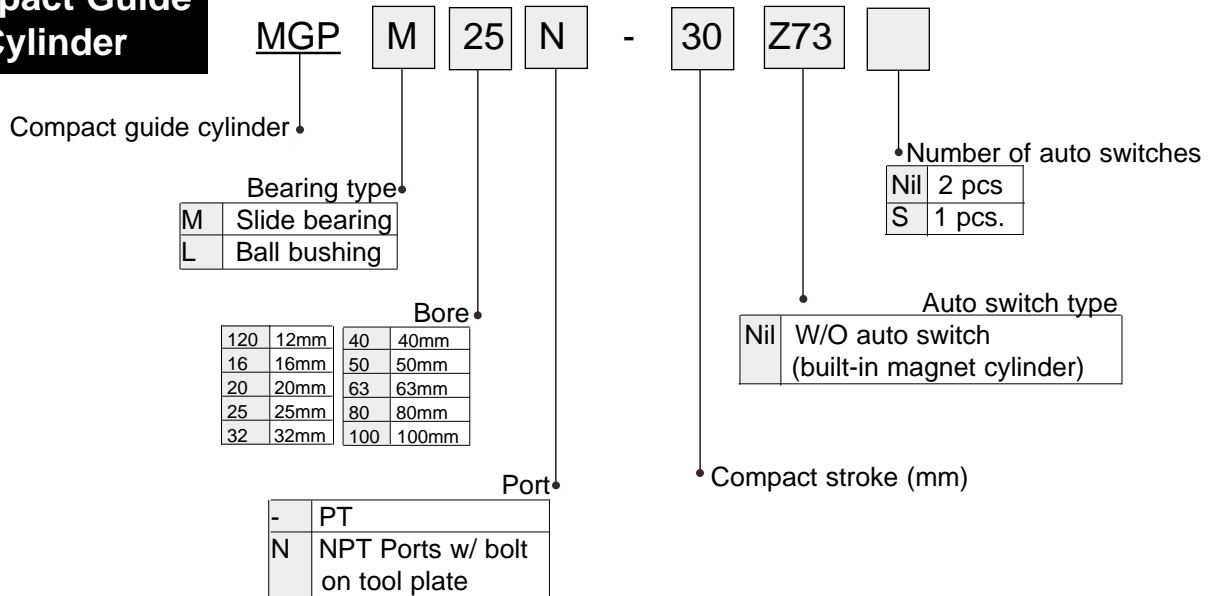 Guide
Cylinder
MGP M 25 N - 30 Z73
Compact guide cylinder
Number of auto switches
Nil 2 pcs
S 1 pcs.
Bearing type
M Slide bearing
L Ball bushing
Auto switch type
Nil W/O auto switch
(built-in magnet cylinder)
Bore
120 12mm 40 40mm
16 16mm 50 50mm
20 20mm 63 63mm
25 25mm 80 80mm
32 32mm 100 100mm
Compact stroke (mm)
Port
- PT
N NPT Ports w/ bolt
on tool plate